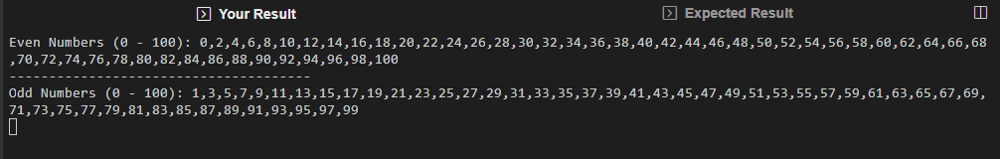 Your Result
Expected Result
Even Numbers (0 - 100): 0,2,4,6,8,10,12,14,16,18,20,22,24,26,28,30,32,34,36,38,40,42,44,46,48,50,52,54,56,58,60,62,64,66,68
,70,72,74,76,78,80,82,84,86,88,90,92,94,96,98,100
---------------------------------------
Odd Numbers (0 - 100): 1,3,5,7,9,11,13,15,17,19,21,23,25,27,29,31,33,35,37,39,41,43,45,47,49,51,53,55,57,59,61,63,65,67,69,
71,73,75,77,79,81,83,85,87,89,91,93,95,97,99